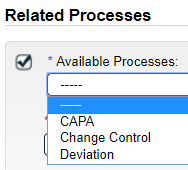 Related Processes
* Available Processes:
-----
-----
CAPA
Change Control
Deviation